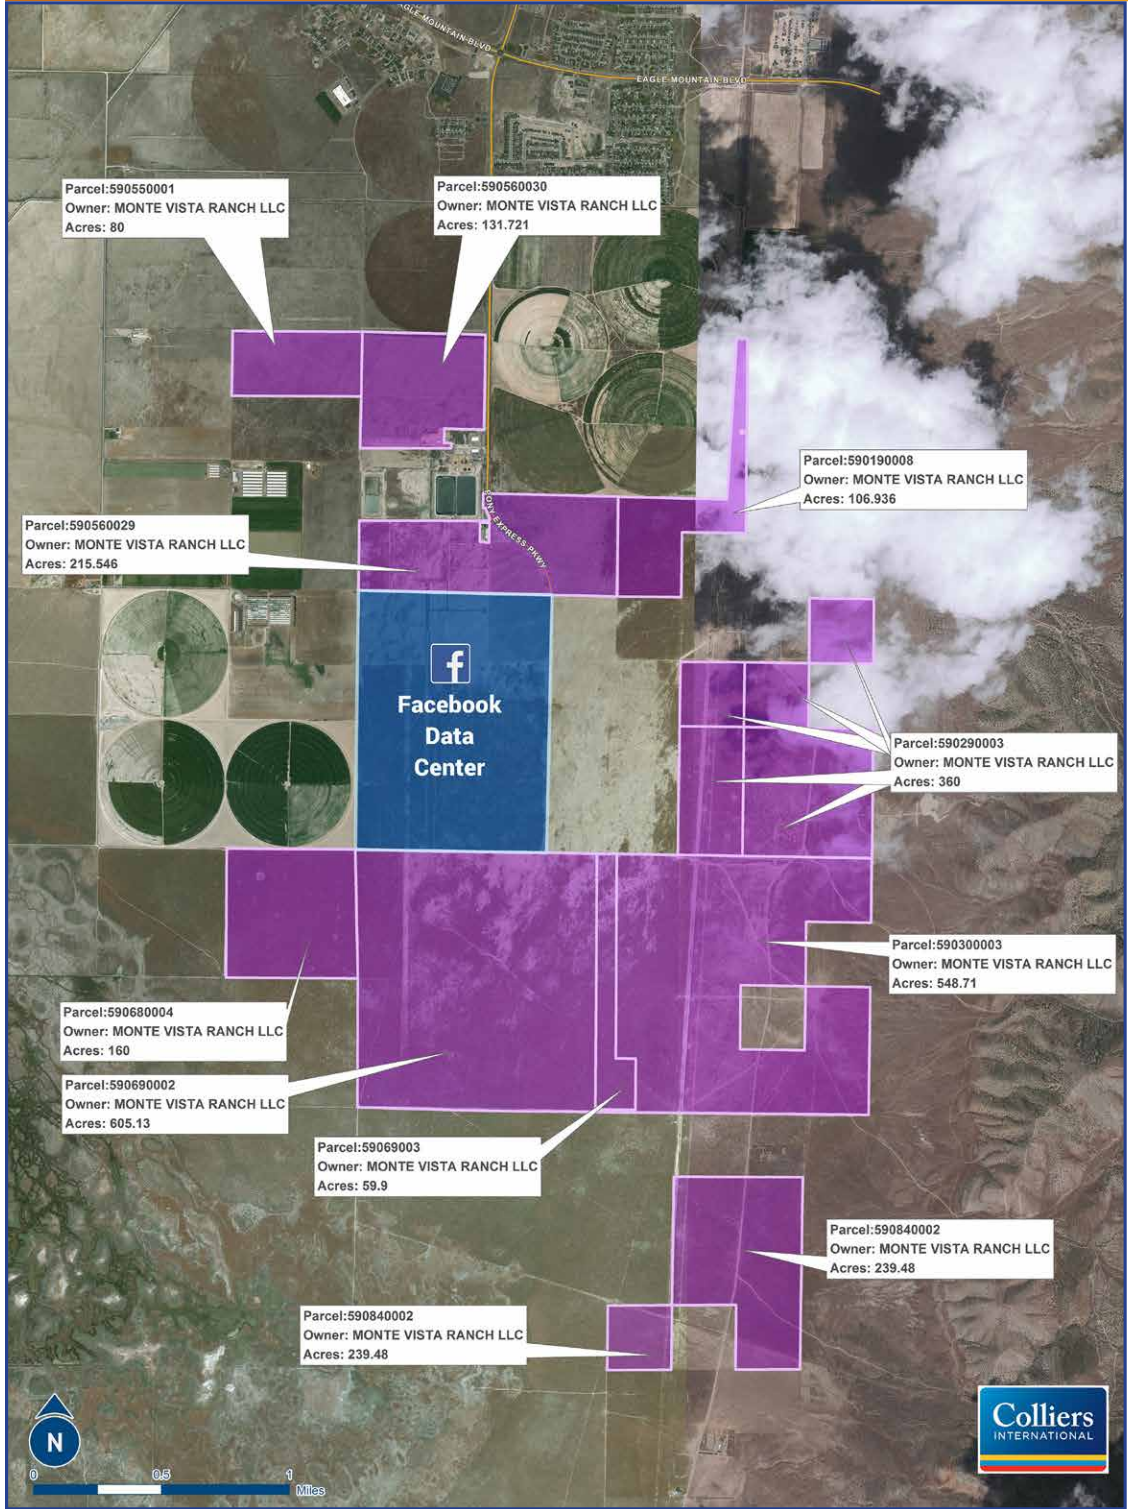 EAGLE MOUNTAIN BLVD
EAGLE MOUNTAIN BLVD
Parcel:590550001
Owner: MONTE VISTA RANCH LLC
Acres: 80
Parcel:590560030
Owner: MONTE VISTA RANCH LLC
Acres: 131.721
Parcel:590190008
Owner: MONTE VISTA RANCH LLC
Acres: 106.936
Parcel:590560029
Owner: MONTE VISTA RANCH LLC
Acres: 215.546
PONY EXPRESS PKWY
f
Facebook
Data
Center
Parcel:590290003
Owner: MONTE VISTA RANCH LLC
Acres: 360
Parcel:590300003
Owner: MONTE VISTA RANCH LLC
Acres: 548.71
Parcel:590680004
Owner: MONTE VISTA RANCH LLC
Acres: 160
Parcel:590690002
Owner: MONTE VISTA RANCH LLC
Acres: 605.13
Parcel:59069003
Owner: MONTE VISTA RANCH LLC
Acres: 59.9
Parcel:590840002
Owner: MONTE VISTA RANCH LLC
Acres: 239.48
Parcel:590840002
Owner: MONTE VISTA RANCH LLC
Acres: 239.48
N
0 0.5 1
Miles
Colliers
INTERNATIONAL